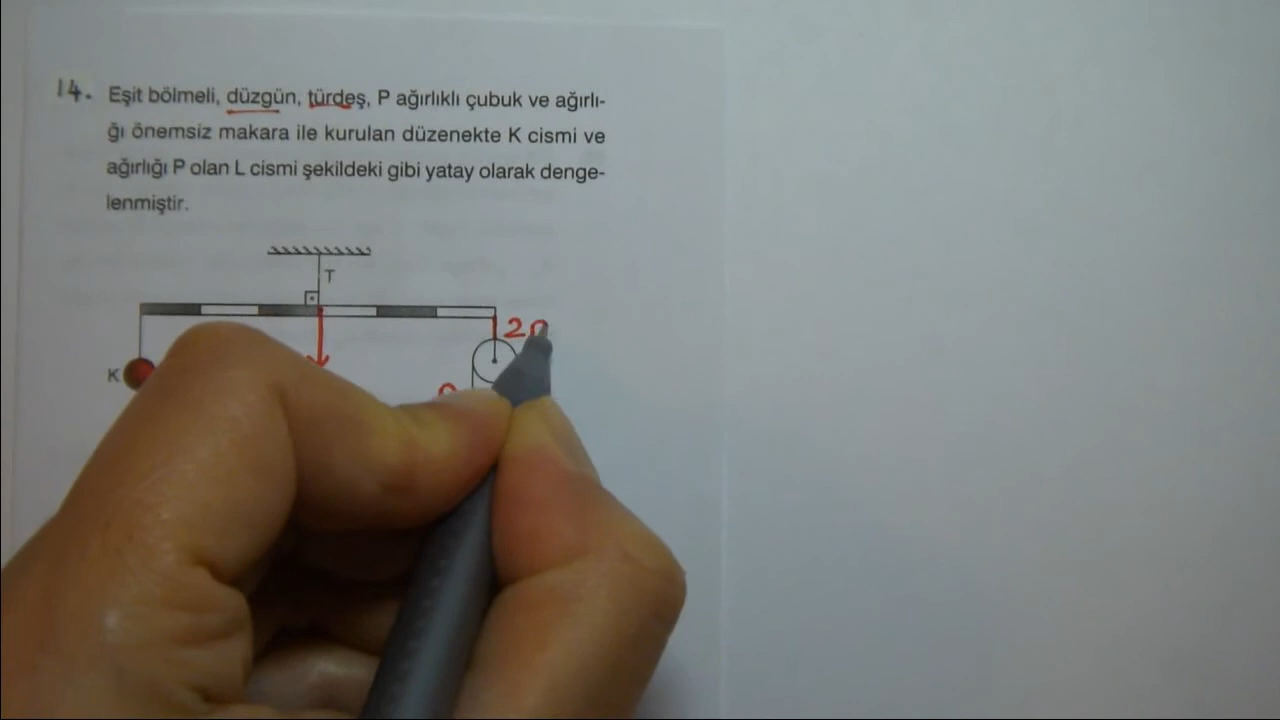 14. Eşit bölmeli, düzgün, türdeş, P ağırlıklı çubuk ve ağırlı-
ğı önemsiz makara ile kurulan düzenekte K cismi ve
ağırlığı P olan L cismi şekildeki gibi yatay olarak denge-
lenmiştir.
T
2P
K